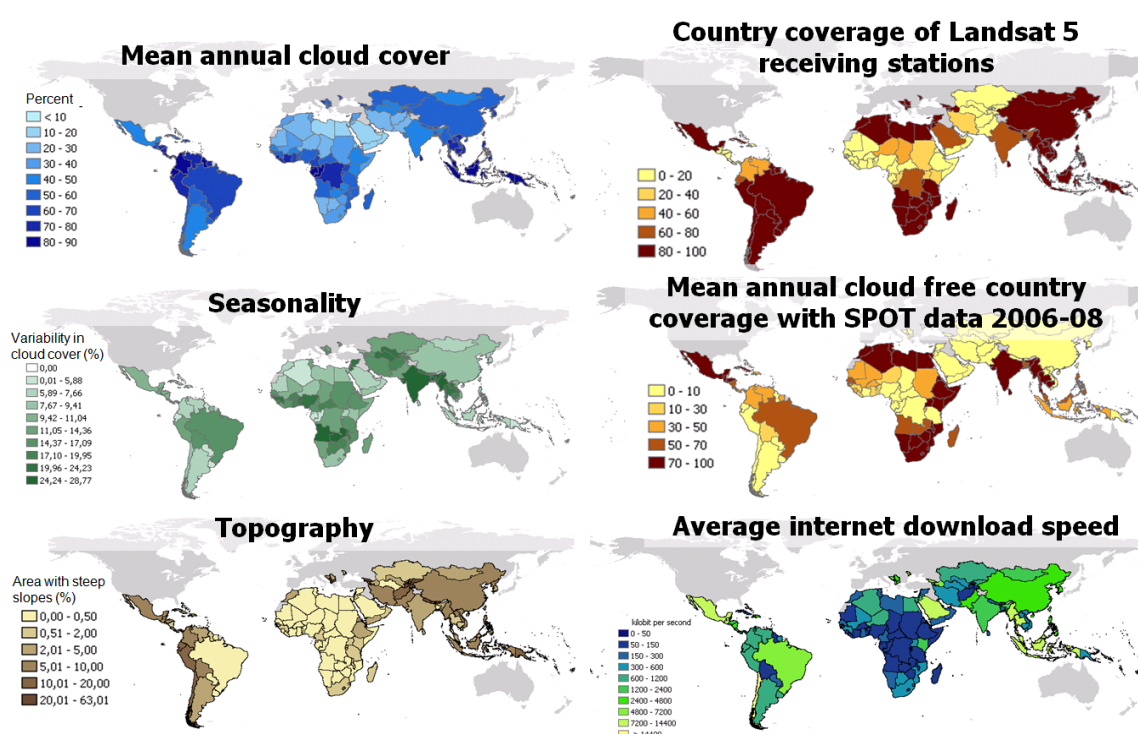 Mean annual cloud cover
Percent
< 10
10 - 20
20 - 30
30 - 40
40 - 50
50 - 60
60 - 70
70 - 80
80 - 90
Country coverage of Landsat 5
receiving stations
0 - 20
20 - 40
40 - 60
60 - 80
80 - 100
Seasonality
Variability in
cloud cover (%)
0,00
0,01 - 5,88
5,89 - 7,66
7,67 - 9,41
9,42 - 11,04
11,05 - 14,36
14,37 - 17,09
17,10 - 19,95
19,96 - 24,23
24,24 - 28,77
Mean annual cloud free country
coverage with SPOT data 2006-08
0 - 10
10 - 30
30 - 50
50 - 70
70 - 100
Topography
Area with steep
slopes (%)
0,00 - 0,50
0,51 - 2,00
2,01 - 5,00
5,01 - 10,00
10,01 - 20,00
20,01 - 63,01
Average internet download speed
kilobit per second
0 - 50
50 - 150
150 - 300
300 - 600
600 - 1200
1200 - 2400
2400 - 4800
4800 - 7200
7200 - 14400
> 14400